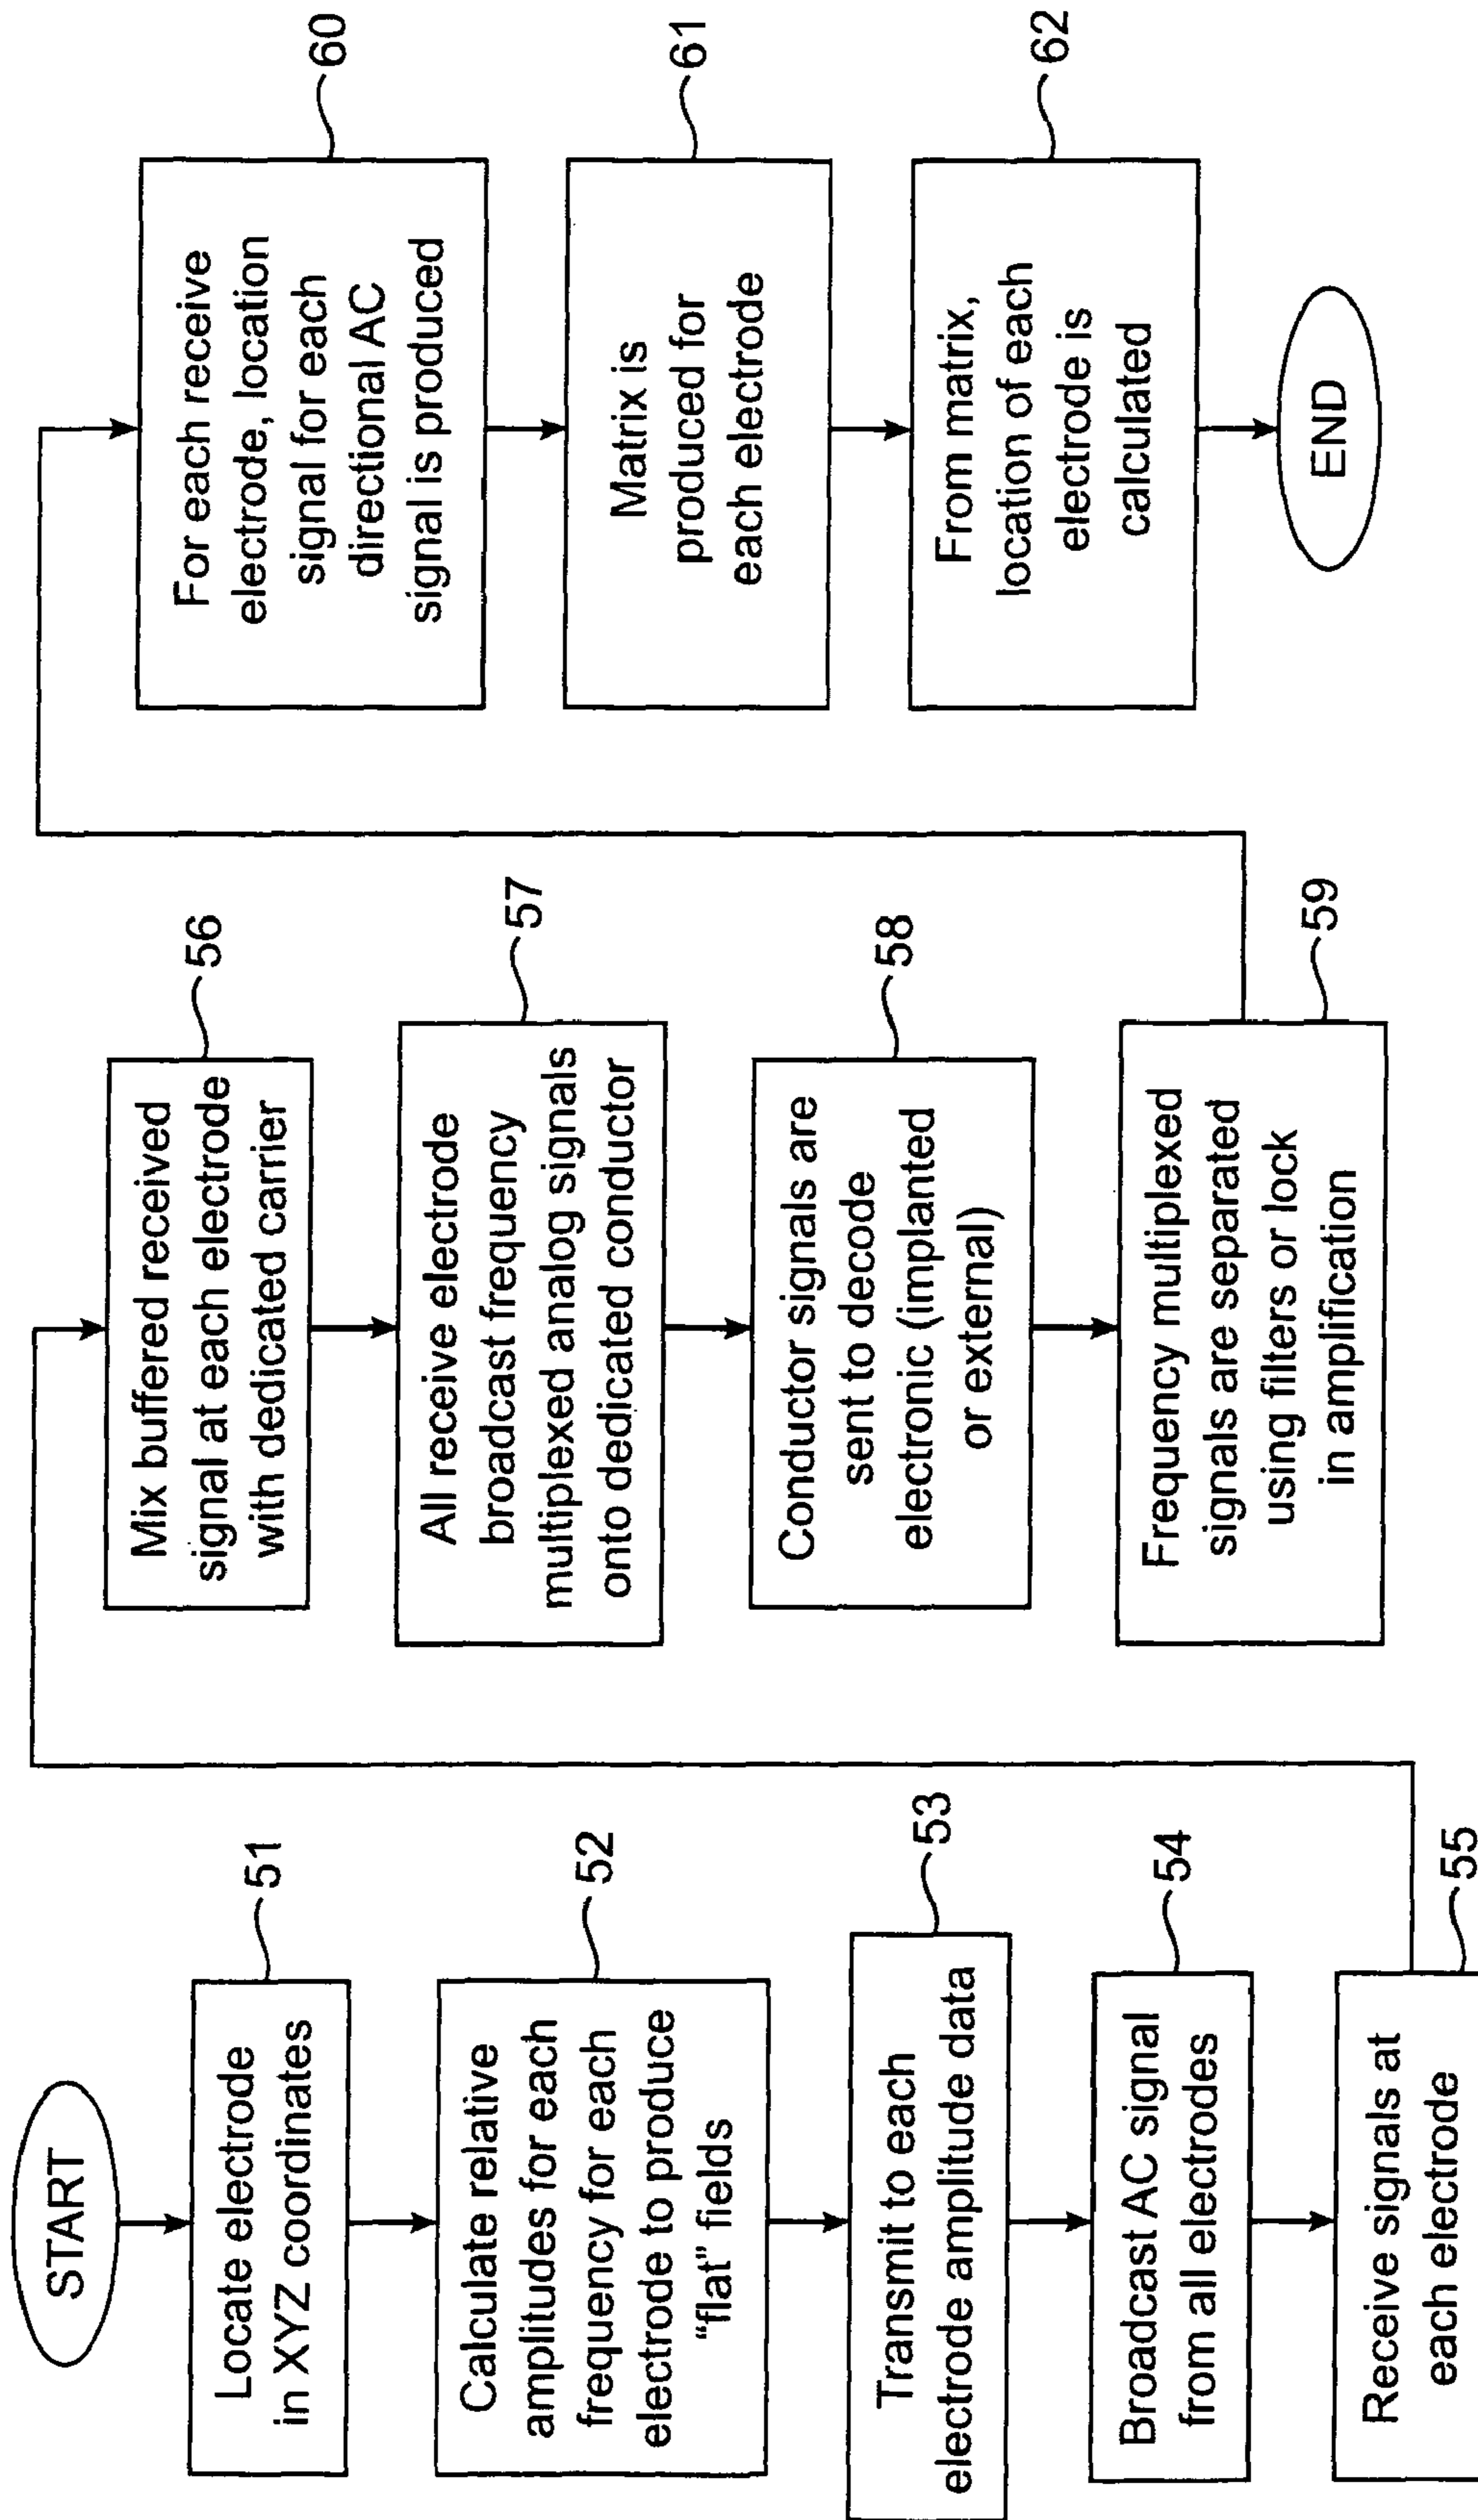 START
Locate electrode
in XYZ coordinates
51
Calculate relative
amplitudes for each
frequency for each
electrode to produce
"flat" fields
52
Transmit to each
electrode amplitude data
53
Broadcast AC signal
from all electrodes
54
Receive signals at
each electrode
55
Mix buffered received
signal at each electrode
with dedicated carrier
56
All receive electrode
broadcast frequency
multiplexed analog signals
onto dedicated conductor
57
Conductor signals are
sent to decode
electronic (implanted
or external)
58
Frequency multiplexed
signals are separated
using filters or lock
in amplification
59
For each receive
electrode, location
signal for each
directional AC
signal is produced
60
Matrix is
produced for
each electrode
61
From matrix,
location of each
electrode is
calculated
62
END